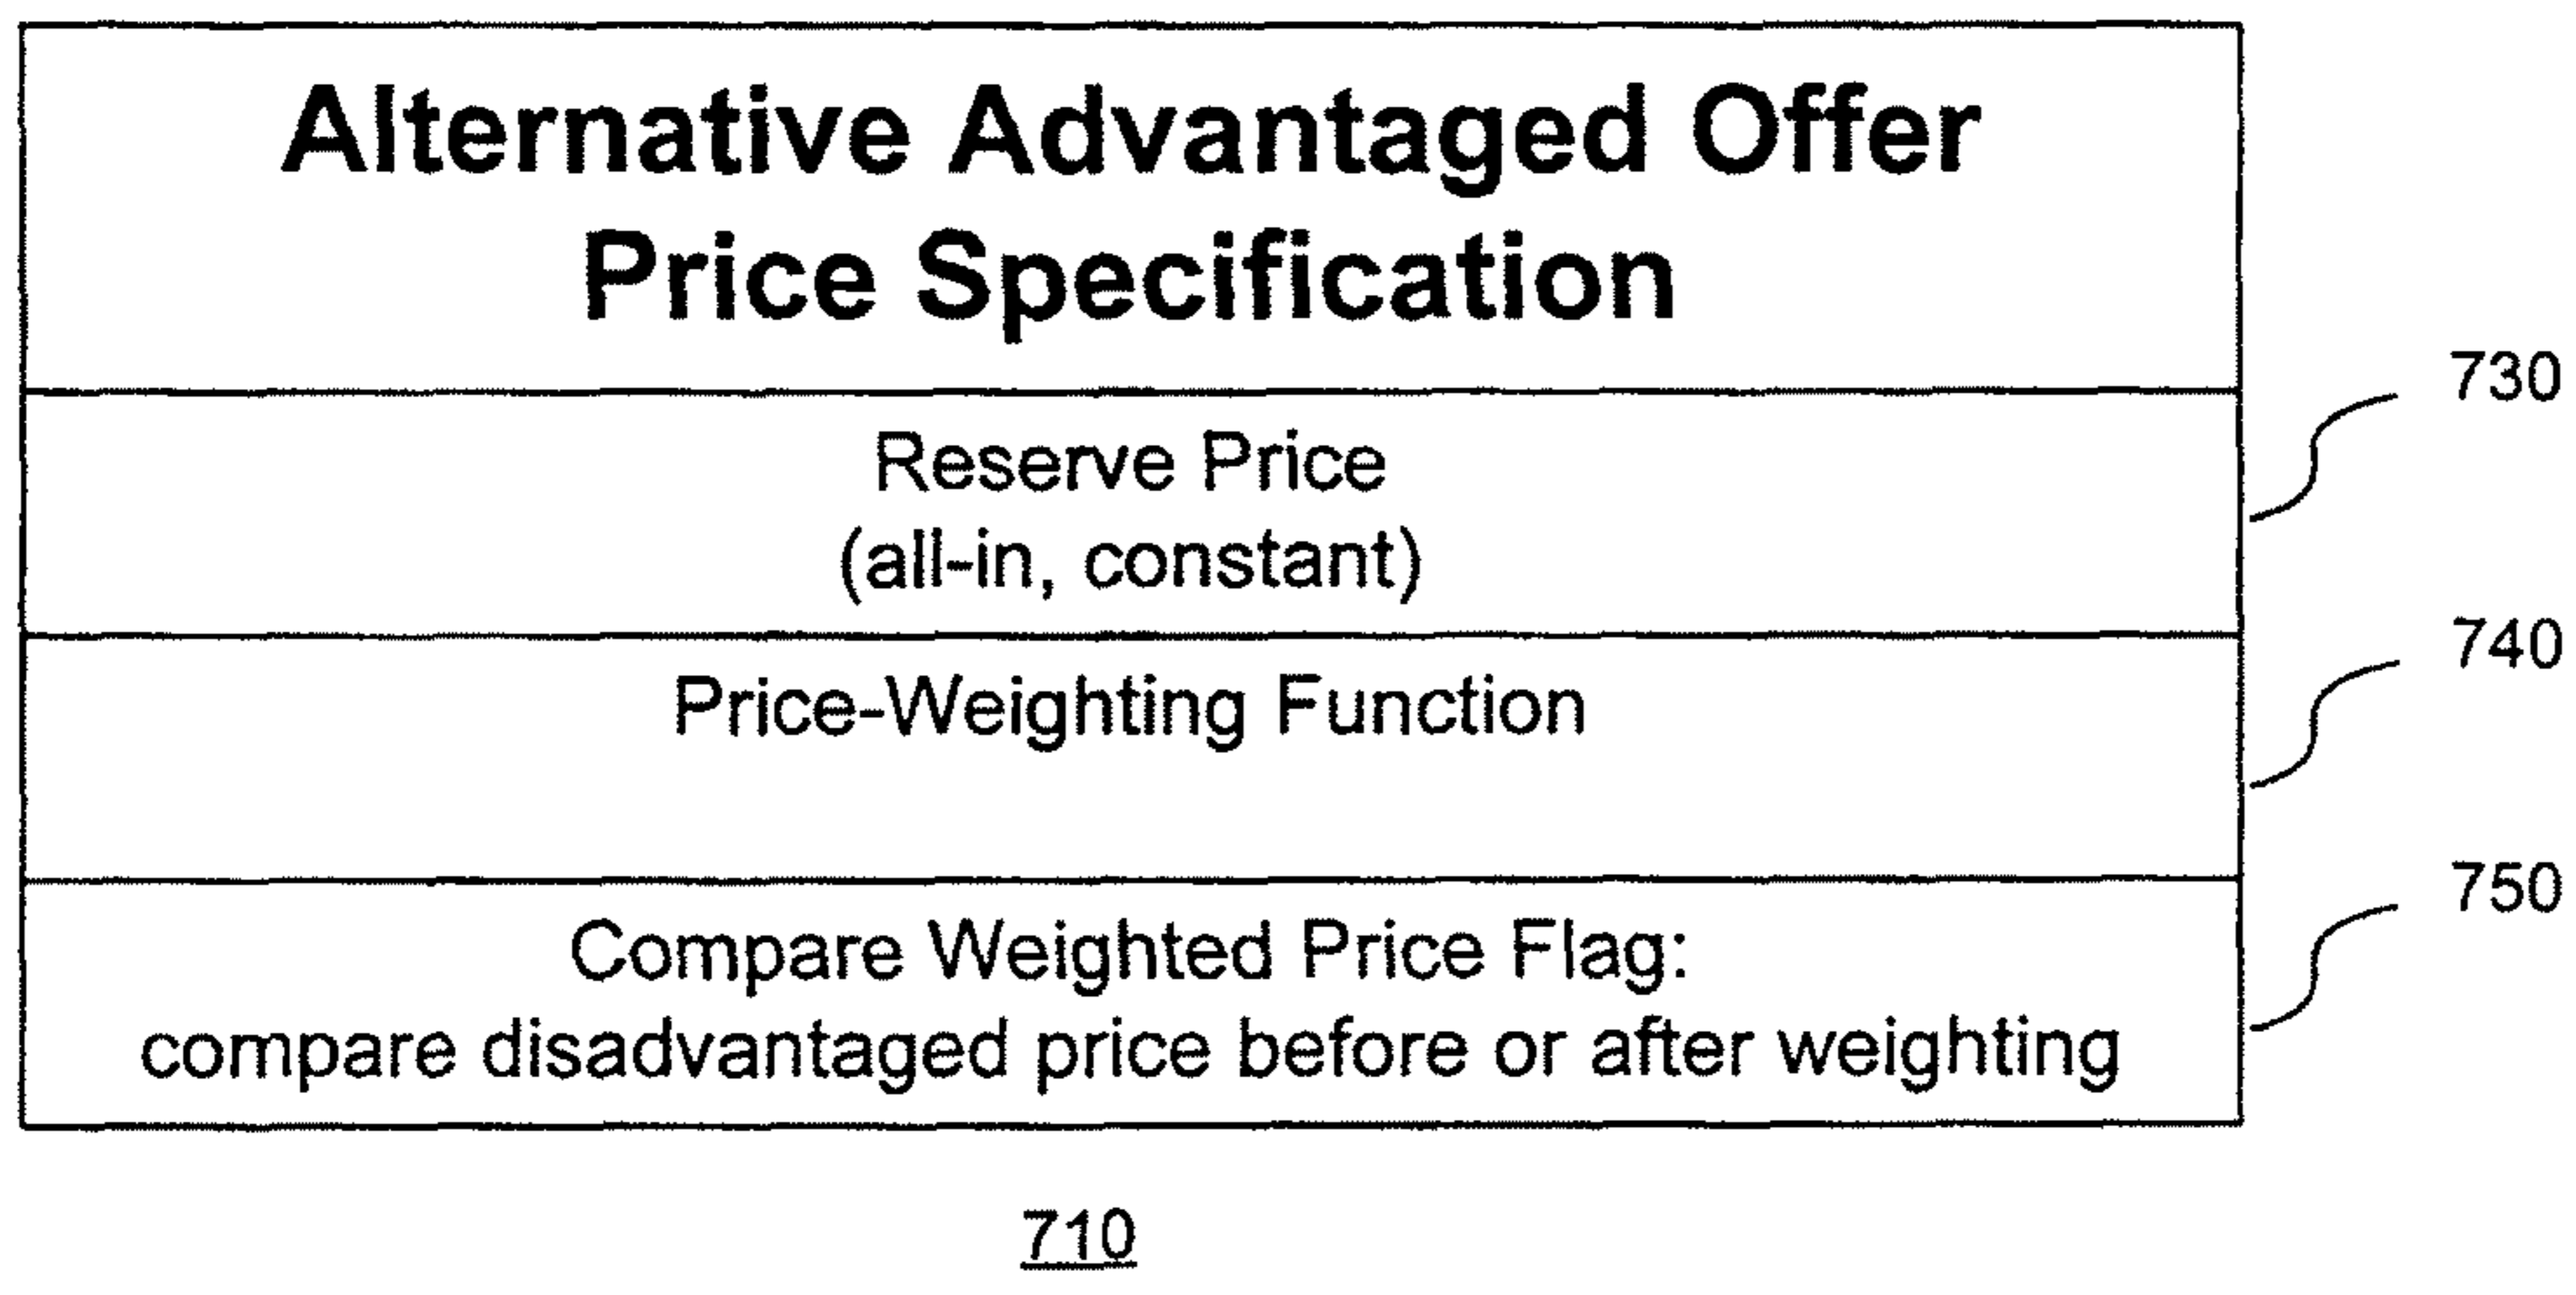 Alternative Advantaged Offer
Price Specification
730
Reserve Price
(all-in, constant)
740
Price-Weighting Function
750
Compare Weighted Price Flag:
compare disadvantaged price before or after weighting
710